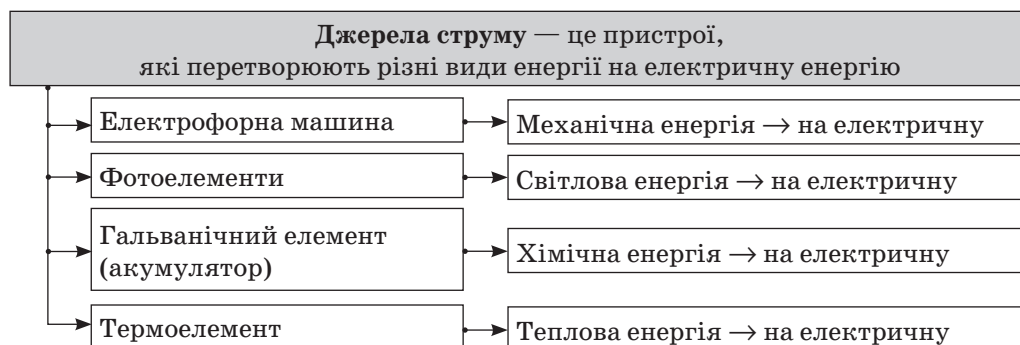 Джерела струму — це пристрої,
які перетворюють різні види енергії на електричну енергію
Електрофорна машина
Механічна енергія → на електричну
Фотоелементи
Світлова енергія → на електричну
Гальванічний елемент
(акумулятор)
Хімічна енергія → на електричну
Термоелемент
Теплова енергія → на електричну